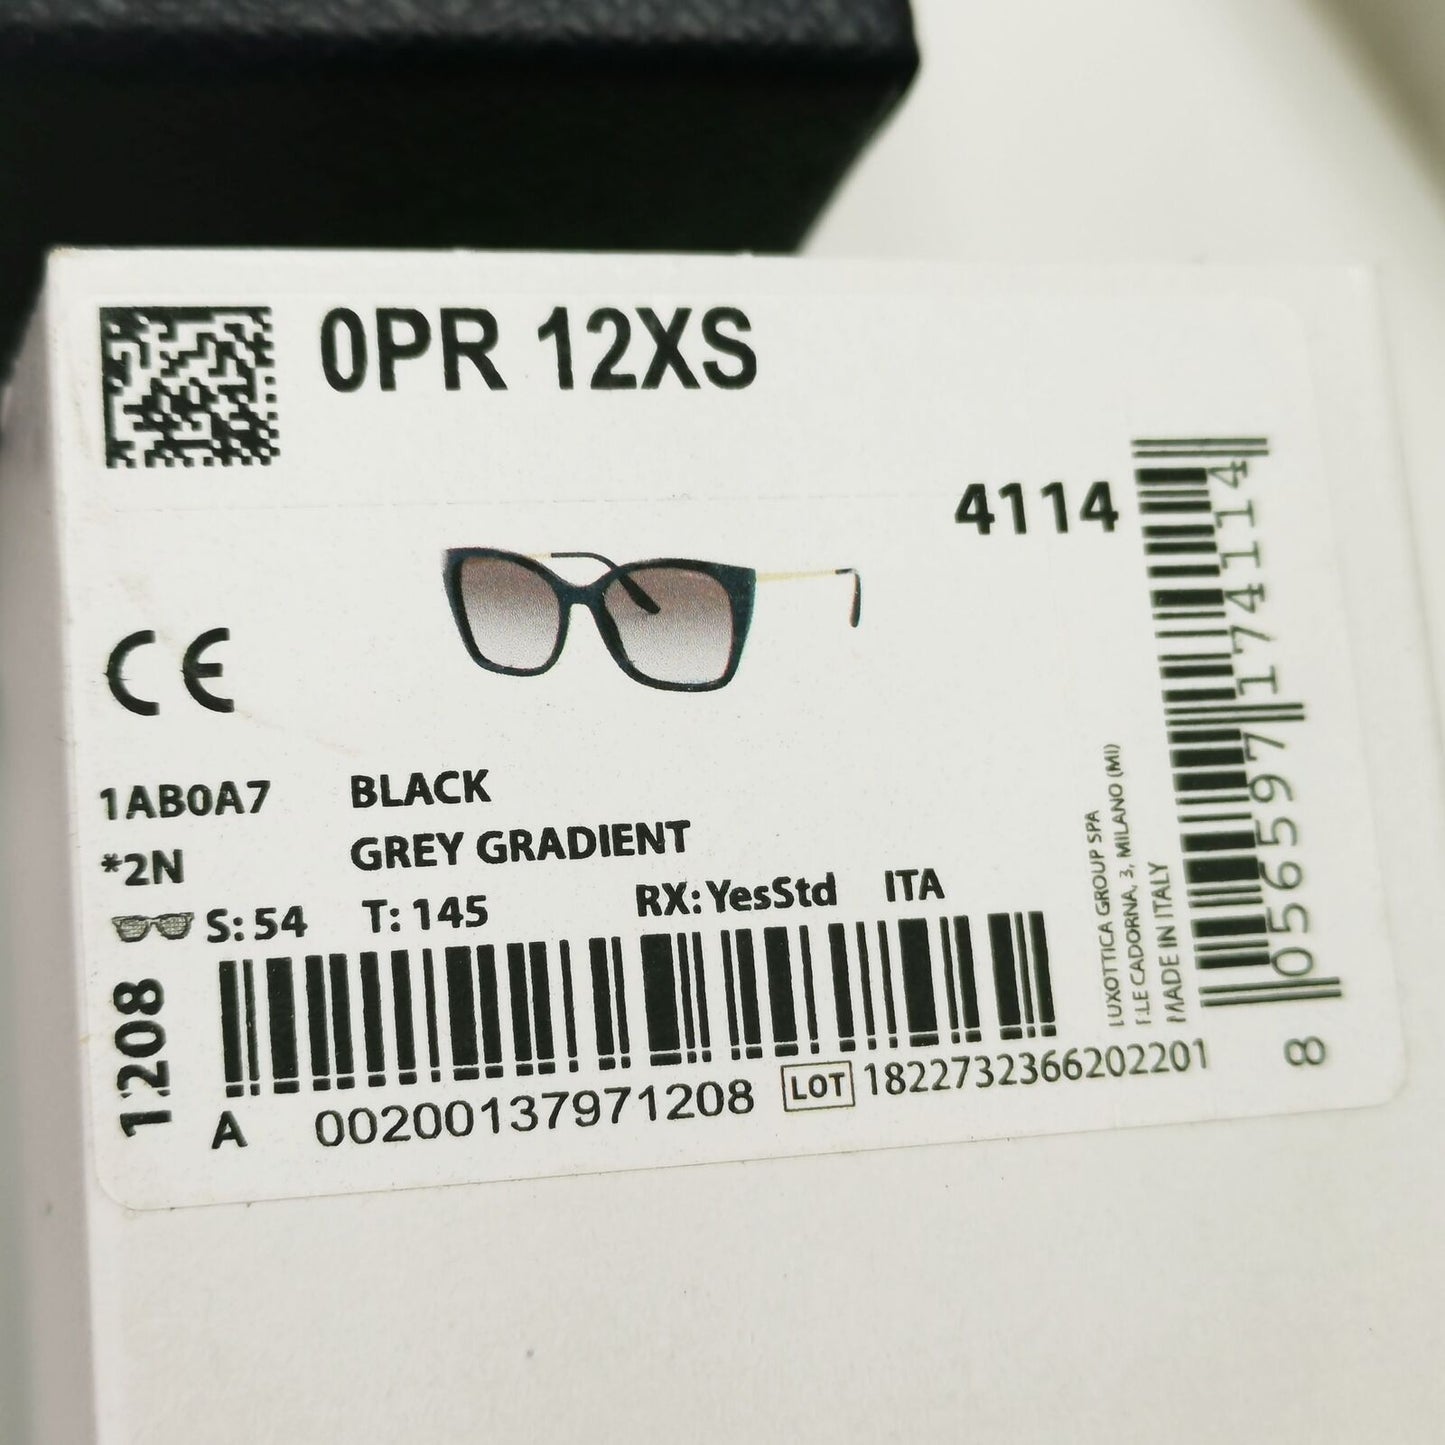 0PR 12XS
4114
CE
1AB0A7 BLACK
*2N GREY GRADIENT
S: 54 T: 145 RX: YesStd ITA
1208
A 00200137971208 LOT 1822732366202201
LUXOTTICA GROUP SPA
P.LE CADORNA, 3, MILANO (MI)
MADE IN ITALY
8 056597 174114